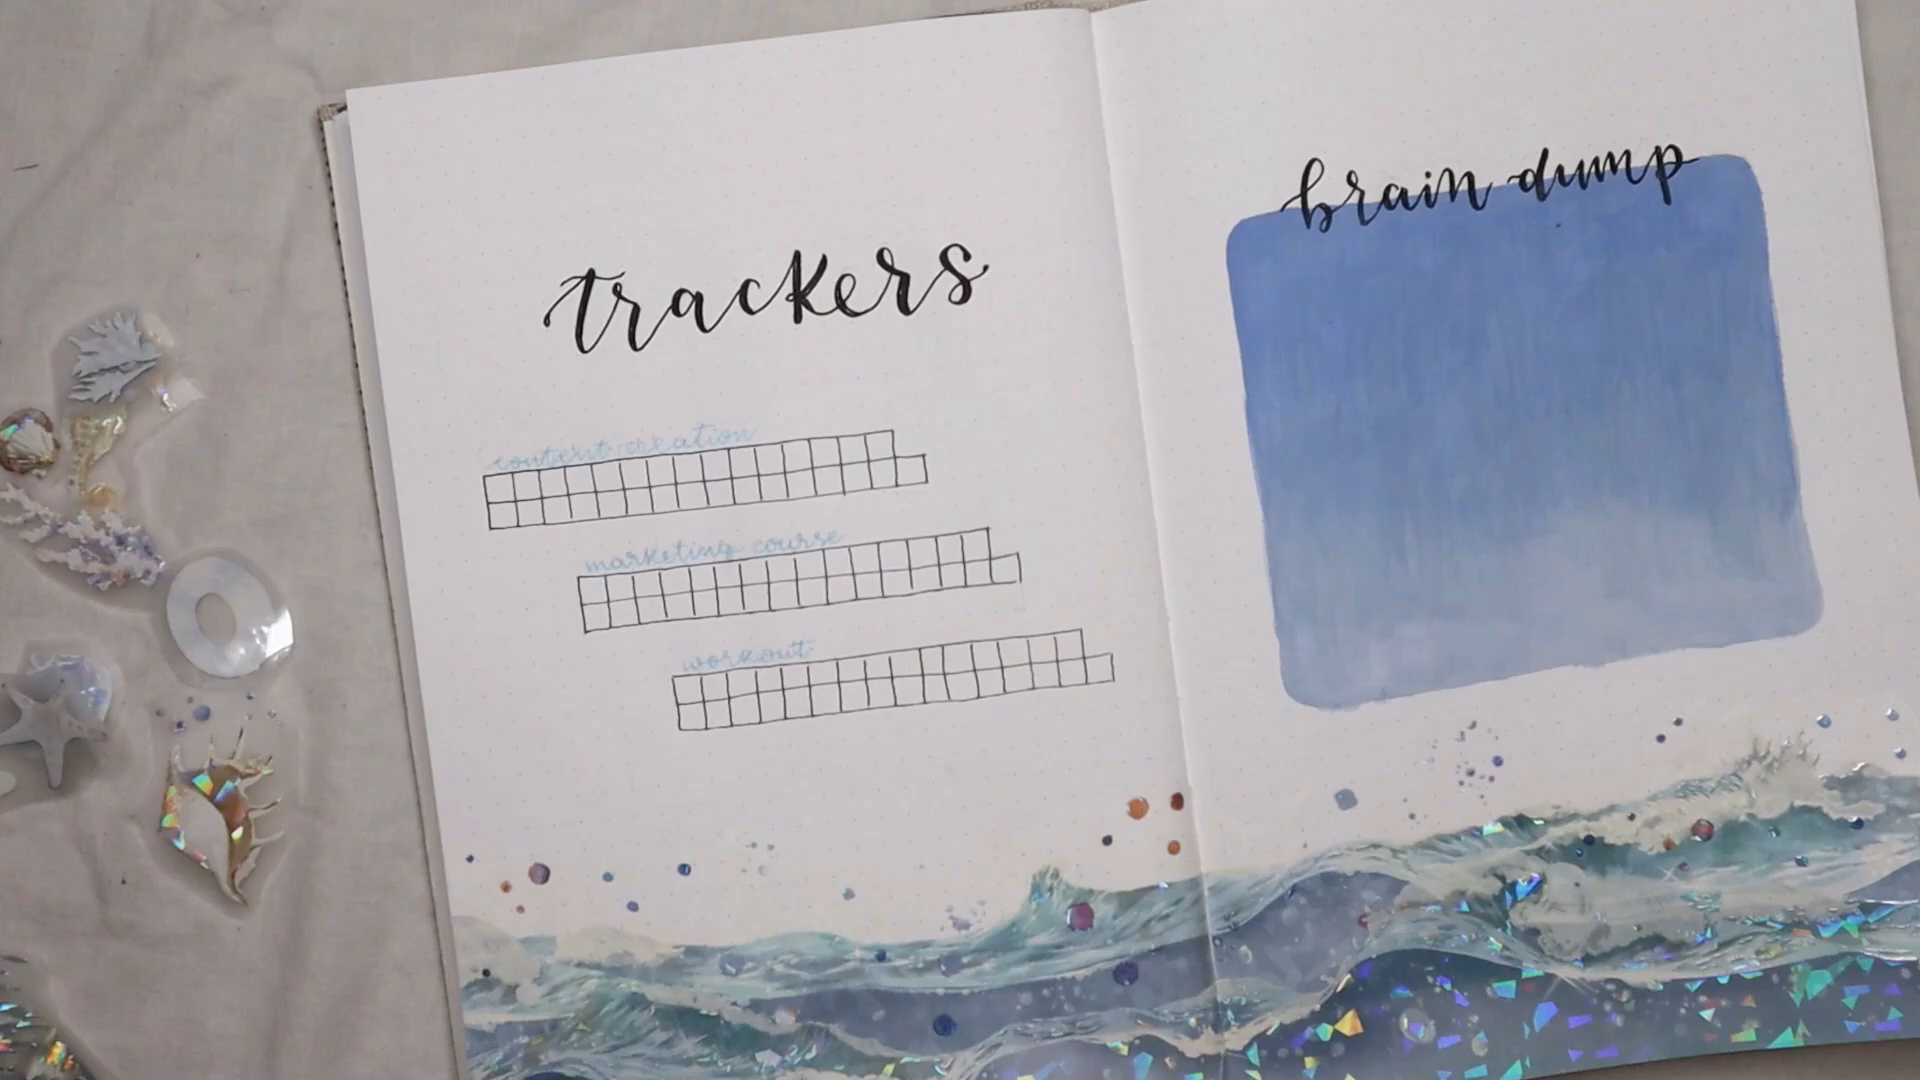 trackers
content creation
marketing course
workout
brain dump